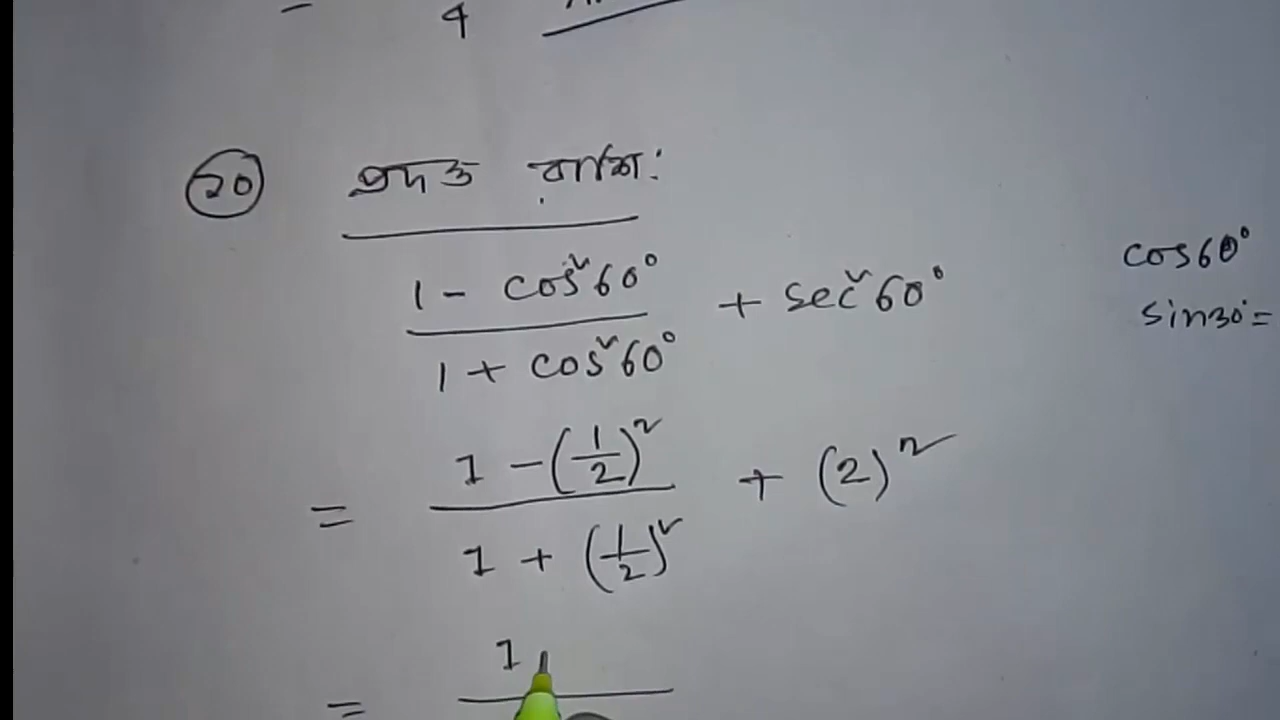 4
২০ প্রদত্ত রাশি:
1 - cos²60° / 1 + cos²60° + sec²60°
cos60°
sin30° =
= 1 - (1/2)² / 1 + (1/2)² + (2)²
= 1